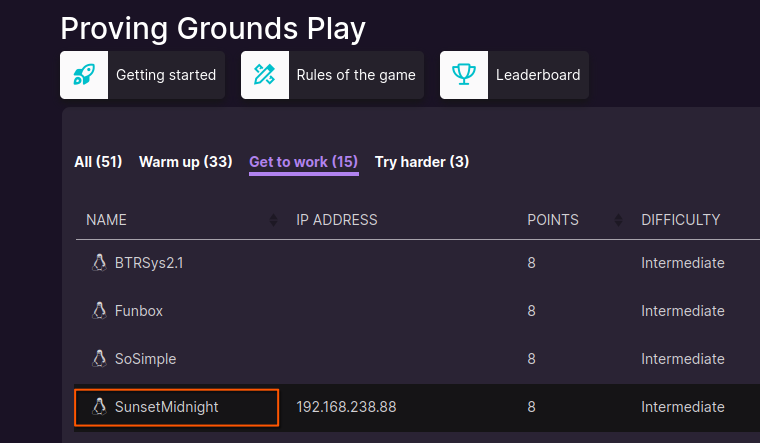 Proving Grounds Play
Getting started Rules of the game Leaderboard
All (51) Warm up (33) Get to work (15) Try harder (3)
NAME IP ADDRESS POINTS DIFFICULTY
BTRSys2.1 8 Intermediate
Funbox 8 Intermediate
SoSimple 8 Intermediate
SunsetMidnight 192.168.238.88 8 Intermediate